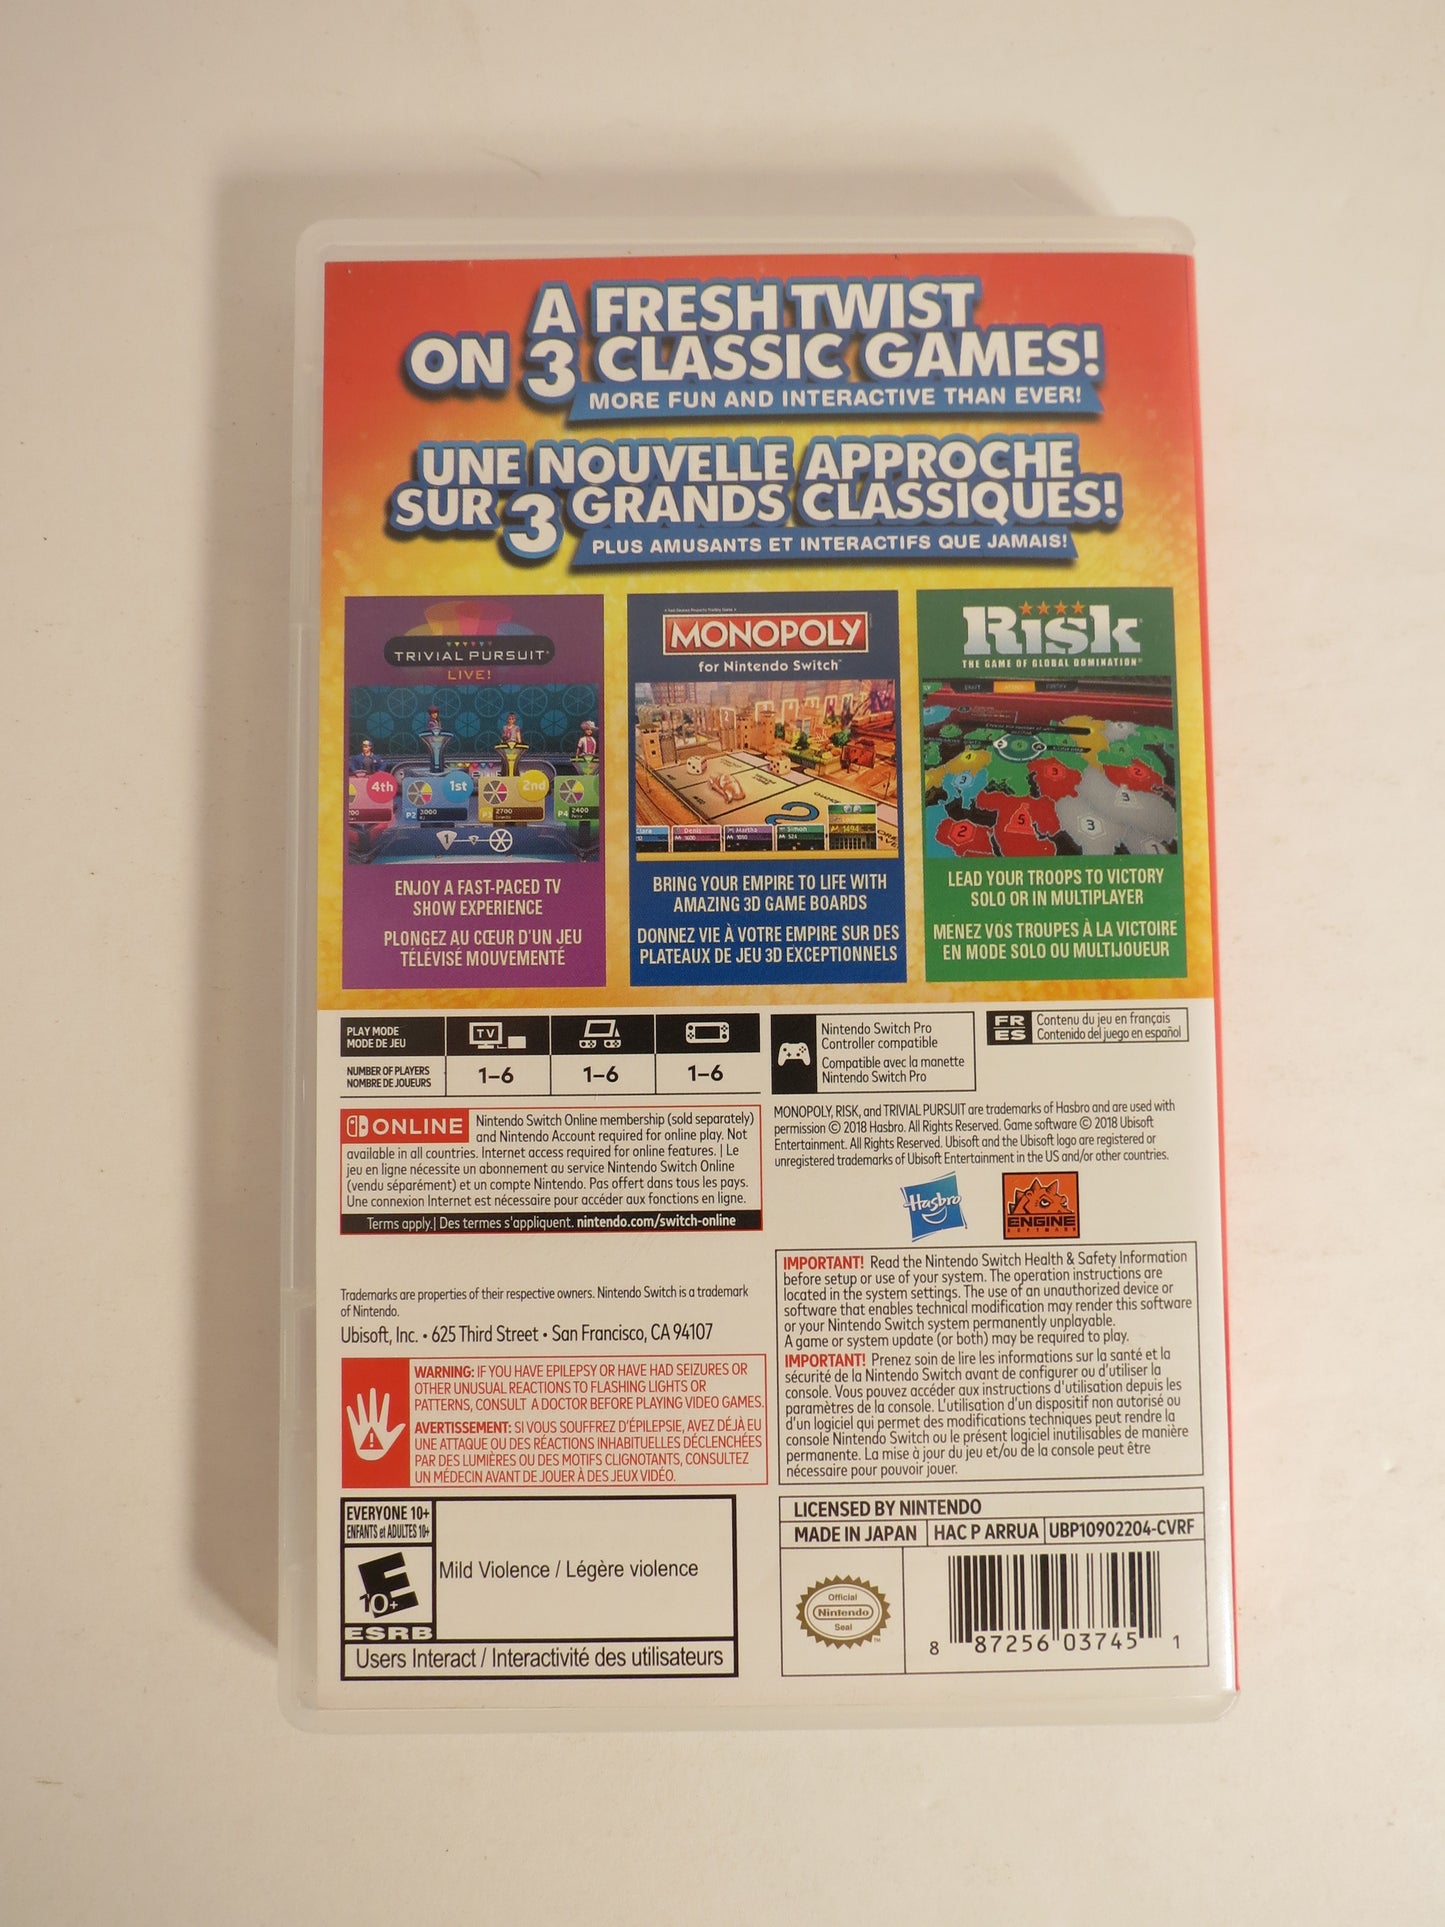 A FRESH TWIST
ON 3 CLASSIC GAMES!
MORE FUN AND INTERACTIVE THAN EVER!
UNE NOUVELLE APPROCHE
SUR 3 GRANDS CLASSIQUES!
PLUS AMUSANTS ET INTERACTIFS QUE JAMAIS!
TRIVIAL PURSUIT®
LIVE!
4th
1st
2nd
P2 3000
2700
P4 2400
1
ENJOY A FAST-PACED TV
SHOW EXPERIENCE
PLONGEZ AU CŒUR D'UN JEU
TÉLÉVISÉ MOUVEMENTÉ
MONOPOLY
for Nintendo Switch™
Clara
Denis
Martha
Simon
M 1494
BRING YOUR EMPIRE TO LIFE WITH
AMAZING 3D GAME BOARDS
DONNEZ VIE À VOTRE EMPIRE SUR DES
PLATEAUX DE JEU 3D EXCEPTIONNELS
RISK
THE GAME OF GLOBAL DOMINATION®
LEAD YOUR TROOPS TO VICTORY
SOLO OR IN MULTIPLAYER
MENEZ VOS TROUPES À LA VICTOIRE
EN MODE SOLO OU MULTIJOUEUR
PLAY MODE
MODE DE JEU
TV
NUMBER OF PLAYERS
NOMBRE DE JOUEURS
1–6
1–6
1–6
Nintendo Switch Pro
Controller compatible
Compatible avec la manette
Nintendo Switch Pro
FR
ES
Contenu du jeu en français
Contenido del juego en español
ONLINE
Nintendo Switch Online membership (sold separately)
and Nintendo Account required for online play. Not
available in all countries. Internet access required for online features. | Le
jeu en ligne nécessite un abonnement au service Nintendo Switch Online
(vendu séparément) et un compte Nintendo. Pas offert dans tous les pays.
Une connexion Internet est nécessaire pour accéder aux fonctions en ligne.
Terms apply.| Des termes s'appliquent. nintendo.com/switch-online
MONOPOLY, RISK, and TRIVIAL PURSUIT are trademarks of Hasbro and are used with
permission © 2018 Hasbro. All Rights Reserved. Game software © 2018 Ubisoft
Entertainment. All Rights Reserved. Ubisoft and the Ubisoft logo are registered or
unregistered trademarks of Ubisoft Entertainment in the US and/or other countries.
Hasbro
ENGINE
SOFTWARE
Trademarks are properties of their respective owners. Nintendo Switch is a trademark
of Nintendo.
Ubisoft, Inc. • 625 Third Street • San Francisco, CA 94107
WARNING: IF YOU HAVE EPILEPSY OR HAVE HAD SEIZURES OR
OTHER UNUSUAL REACTIONS TO FLASHING LIGHTS OR
PATTERNS, CONSULT A DOCTOR BEFORE PLAYING VIDEO GAMES.
AVERTISSEMENT: SI VOUS SOUFFREZ D'ÉPILEPSIE, AVEZ DÉJÀ EU
UNE ATTAQUE OU DES RÉACTIONS INHABITUELLES DÉCLENCHÉES
PAR DES LUMIÈRES OU DES MOTIFS CLIGNOTANTS, CONSULTEZ
UN MÉDECIN AVANT DE JOUER À DES JEUX VIDÉO.
IMPORTANT! Read the Nintendo Switch Health & Safety Information
before setup or use of your system. The operation instructions are
located in the system settings. The use of an unauthorized device or
software that enables technical modification may render this software
or your Nintendo Switch system permanently unplayable.
A game or system update (or both) may be required to play.
IMPORTANT! Prenez soin de lire les informations sur la santé et la
sécurité de la Nintendo Switch avant de configurer ou d'utiliser la
console. Vous pouvez accéder aux instructions d'utilisation depuis les
paramètres de la console. L'utilisation d'un dispositif non autorisé ou
d'un logiciel qui permet des modifications techniques peut rendre la
console Nintendo Switch ou le présent logiciel inutilisables de manière
permanente. La mise à jour du jeu et/ou de la console peut être
nécessaire pour pouvoir jouer.
EVERYONE 10+
ENFANTS et ADULTES 10+
E
10+
ESRB
Mild Violence / Légère violence
Users Interact / Interactivité des utilisateurs
LICENSED BY NINTENDO
MADE IN JAPAN
HAC P ARRUA
UBP10902204-CVRF
Official
Nintendo
Seal
™
8 87256 03745 1